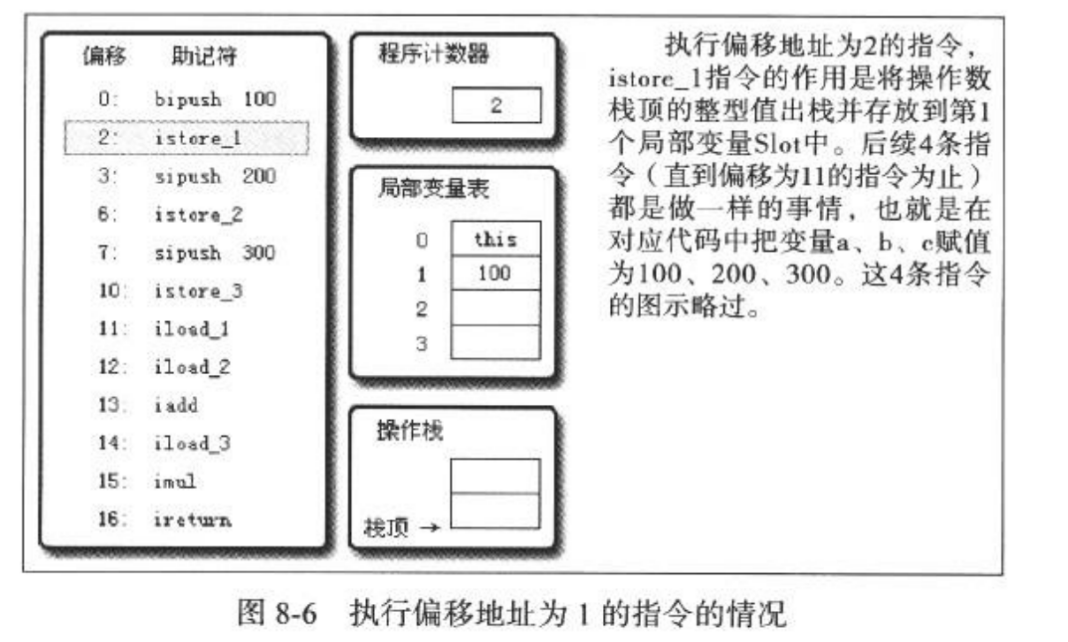 偏移 助记符
0: bipush 100
2: istore_1
3: sipush 200
6: istore_2
7: sipush 300
10: istore_3
11: iload_1
12: iload_2
13: iadd
14: iload_3
15: imul
16: ireturn
程序计数器
2
局部变量表
0 this
1 100
2
3
操作栈
栈顶 →
执行偏移地址为2的指令，
istore_1指令的作用是将操作数
栈顶的整型值出栈并存放到第1
个局部变量Slot中。后续4条指
令（直到偏移为11的指令为止）
都是做一样的事情，也就是在
对应代码中把变量a、b、c赋值
为100、200、300。这4条指令
的图示略过。
图 8-6 执行偏移地址为 1 的指令的情况